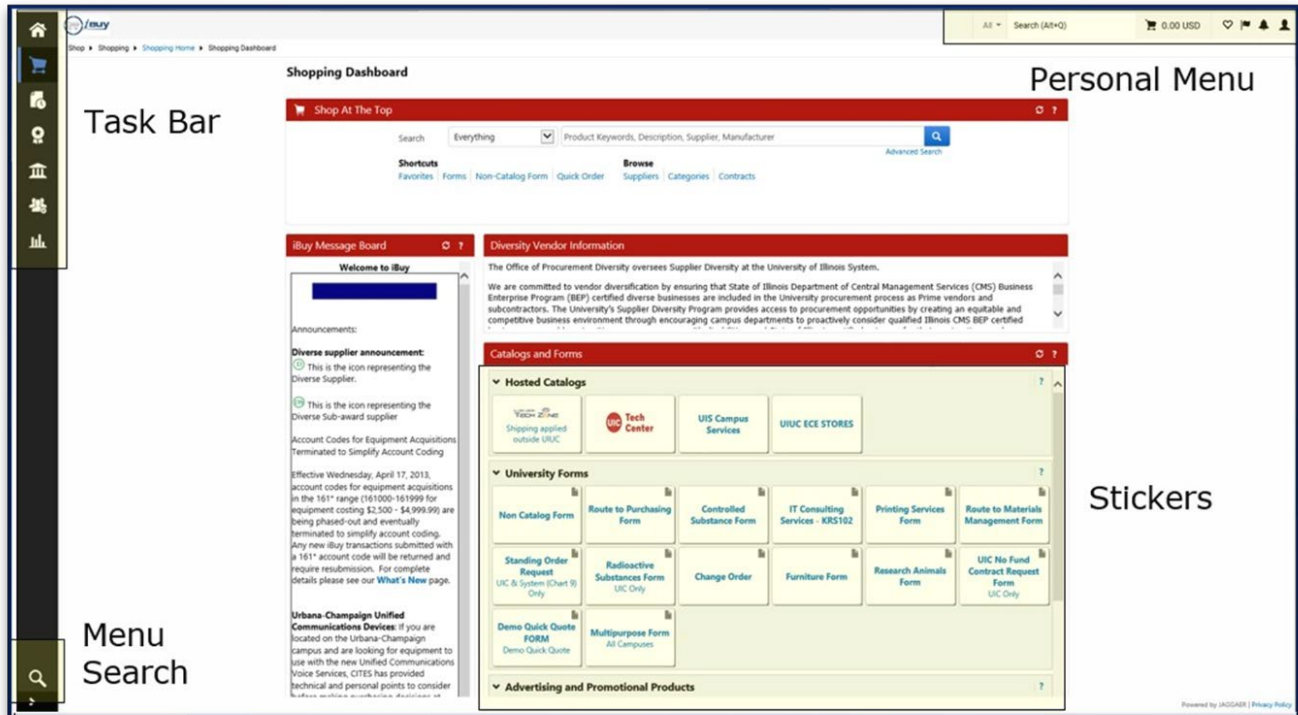 iBuy
All Search (Alt+Q) 0.00 USD
Shop Shopping Shopping Home Shopping Dashboard
Personal Menu
Task Bar
Shopping Dashboard
Shop At The Top ?
Search Everything Product Keywords, Description, Supplier, Manufacturer
Advanced Search
Shortcuts Browse
Favorites Forms Non-Catalog Form Quick Order Suppliers Categories Contracts
iBuy Message Board ?
Welcome to iBuy
Announcements:
Diverse supplier announcement:
This is the icon representing the
Diverse Supplier.
This is the icon representing the
Diverse Sub-award supplier
Account Codes for Equipment Acquisitions
Terminated to Simplify Account Coding
Effective Wednesday, April 17, 2013,
account codes for equipment acquisitions
in the 161* range (161000-161999 for
equipment costing $2,500 - $4,999.99) are
being phased-out and eventually
terminated to simplify account coding.
Any new iBuy transactions submitted with
a 161* account code will be returned and
require resubmission. For complete
details please see our What's New page.
Urbana-Champaign Unified
Communications Devices: If you are
located on the Urbana-Champaign
campus and are looking for equipment to
use with the new Unified Communications
Voice Services, CITES has provided
technical and personal points to consider
before making purchasing decisions at
Diversity Vendor Information
The Office of Procurement Diversity oversees Supplier Diversity at the University of Illinois System.
We are committed to vendor diversification by ensuring that State of Illinois Department of Central Management Services (CMS) Business
Enterprise Program (BEP) certified diverse businesses are included in the University procurement process as Prime vendors and
subcontractors. The University's Supplier Diversity Program provides access to procurement opportunities by creating an equitable and
competitive business environment through encouraging campus departments to proactively consider qualified Illinois CMS BEP certified
Catalogs and Forms ?
Hosted Catalogs ?
TECH ZONE
Shipping applied
outside UIUC
UIC Tech
Center
UIS Campus
Services
UIUC ECE STORES
University Forms ?
Non Catalog Form
Route to Purchasing
Form
Controlled
Substance Form
IT Consulting
Services - KRS102
Printing Services
Form
Route to Materials
Management Form
Standing Order
Request
UIC & System (Chart 9)
Only
Radioactive
Substances Form
UIC Only
Change Order
Furniture Form
Research Animals
Form
UIC No Fund
Contract Request
Form
UIC Only
Demo Quick Quote
FORM
Demo Quick Quote
Multipurpose Form
All Campuses
Advertising and Promotional Products ?
Stickers
Menu
Search
Powered by JAGGAER | Privacy Policy